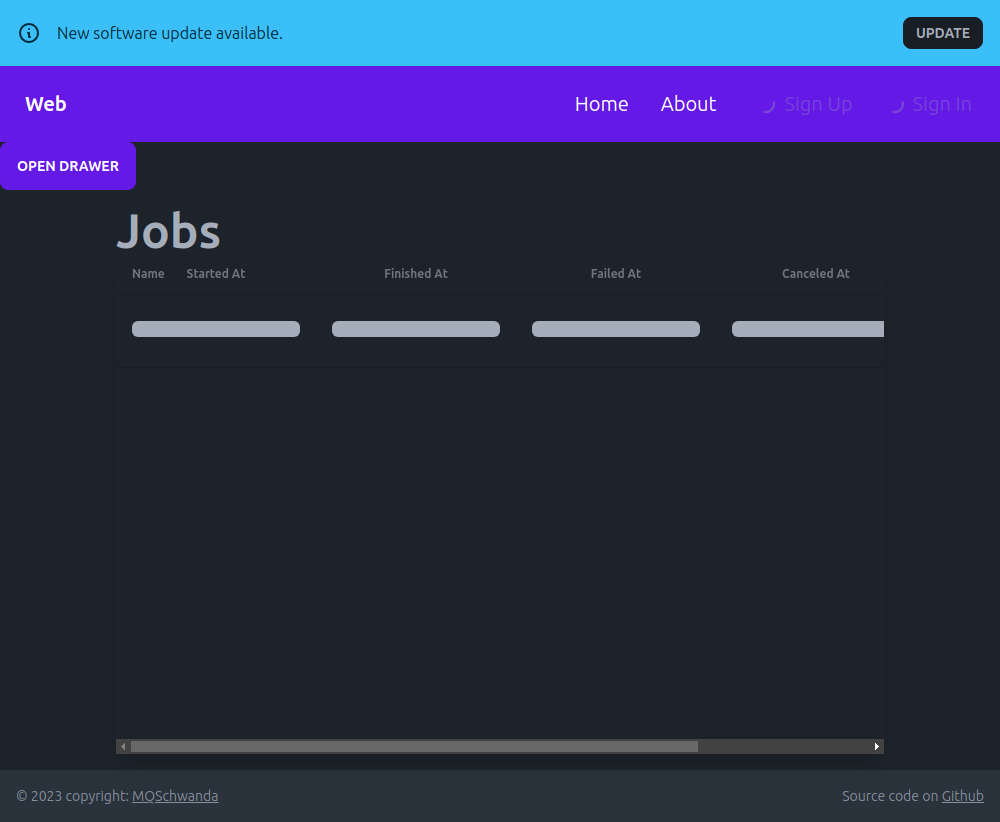 New software update available. UPDATE
Web Home About Sign Up Sign In
OPEN DRAWER
Jobs
Name Started At Finished At Failed At Canceled At
© 2023 copyright: MQSchwanda Source code on Github